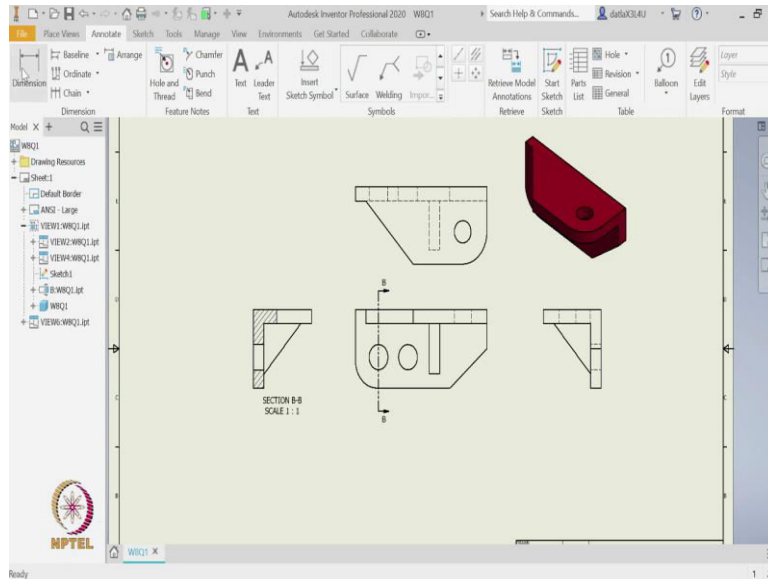 Autodesk Inventor Professional 2020 W8Q1
Search Help & Commands...
datlaX3L4U
File Place Views Annotate Sketch Tools Manage View Environments Get Started Collaborate
Dimension
Baseline
Ordinate
Chain
Arrange
Dimension
Hole and Thread
Chamfer
Punch
Bend
Feature Notes
Text
Leader Text
Text
Insert Sketch Symbol
Surface
Welding
Impor...
Symbols
Retrieve Model Annotations
Retrieve
Start Sketch
Sketch
Parts List
Hole
Revision
General
Table
Balloon
Edit Layers
Layer
Style
Format
Model X +
W8Q1
Drawing Resources
Sheet:1
Default Border
ANSI - Large
VIEW1:W8Q1.ipt
VIEW2:W8Q1.ipt
VIEW4:W8Q1.ipt
Sketch1
B:W8Q1.ipt
W8Q1
VIEW6:W8Q1.ipt
B
B
SECTION B-B
SCALE 1 : 1
NPTEL
W8Q1 X
Ready
1